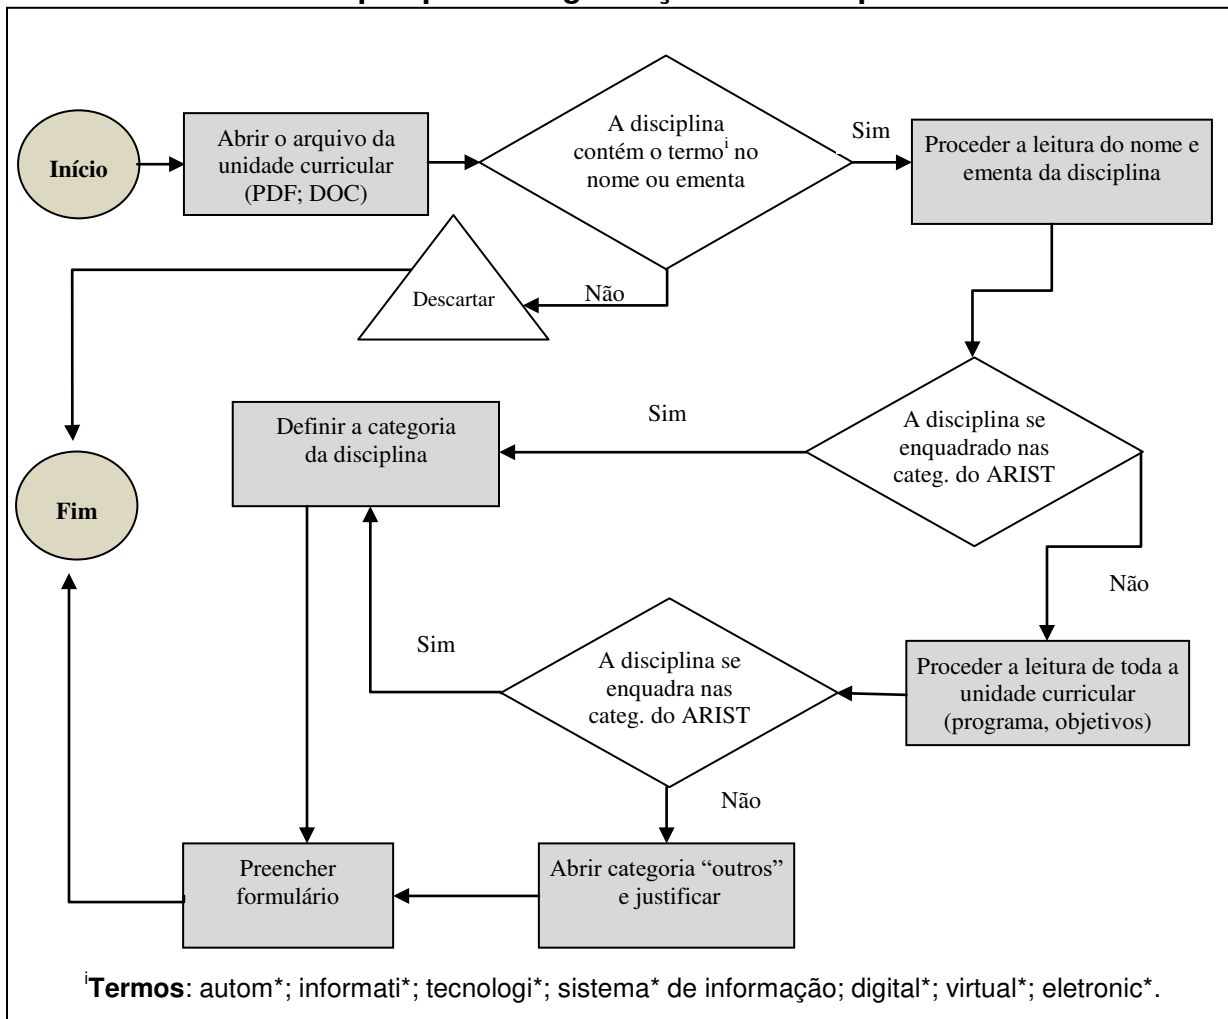 Início
Abrir o arquivo da
unidade curricular
(PDF; DOC)
A disciplina
contém o termoⁱ no
nome ou ementa
Sim
Proceder a leitura do nome e
ementa da disciplina
Não
Descartar
A disciplina se
enquadrado nas
categ. do ARIST
Sim
Definir a categoria
da disciplina
Fim
Não
Proceder a leitura de toda a
unidade curricular
(programa, objetivos)
A disciplina se
enquadra nas
categ. do ARIST
Sim
Não
Abrir categoria “outros”
e justificar
Preencher
formulário
ⁱTermos: autom*; informati*; tecnologi*; sistema* de informação; digital*; virtual*; eletronic*.